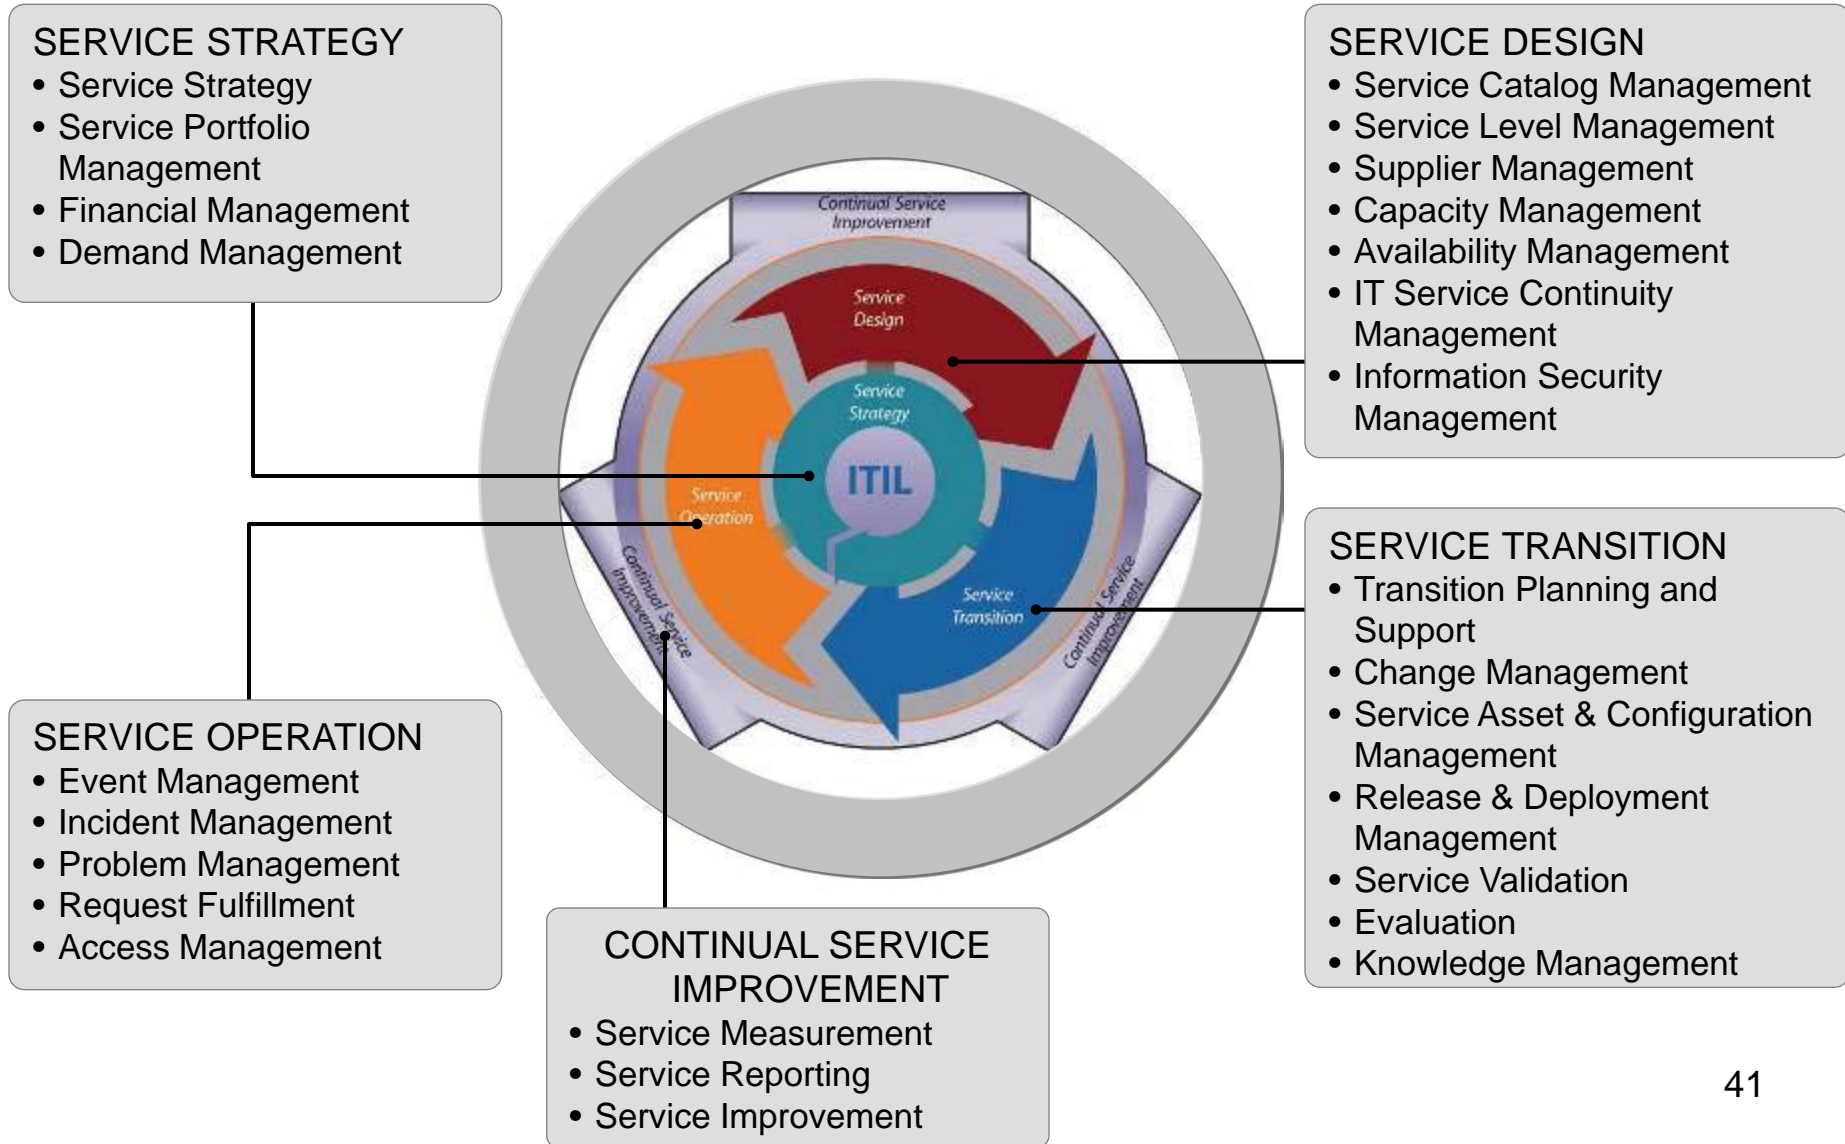 SERVICE STRATEGY
• Service Strategy
• Service Portfolio
Management
• Financial Management
• Demand Management
SERVICE DESIGN
• Service Catalog Management
• Service Level Management
• Supplier Management
• Capacity Management
• Availability Management
• IT Service Continuity
Management
• Information Security
Management
Continual Service
Improvement
Service
Design
Service
Strategy
ITIL
Service
Operation
Service
Transition
Continual Service
Improvement
Continual Service
Improvement
SERVICE TRANSITION
• Transition Planning and
Support
• Change Management
• Service Asset & Configuration
Management
• Release & Deployment
Management
• Service Validation
• Evaluation
• Knowledge Management
SERVICE OPERATION
• Event Management
• Incident Management
• Problem Management
• Request Fulfillment
• Access Management
CONTINUAL SERVICE
IMPROVEMENT
• Service Measurement
• Service Reporting
• Service Improvement
41